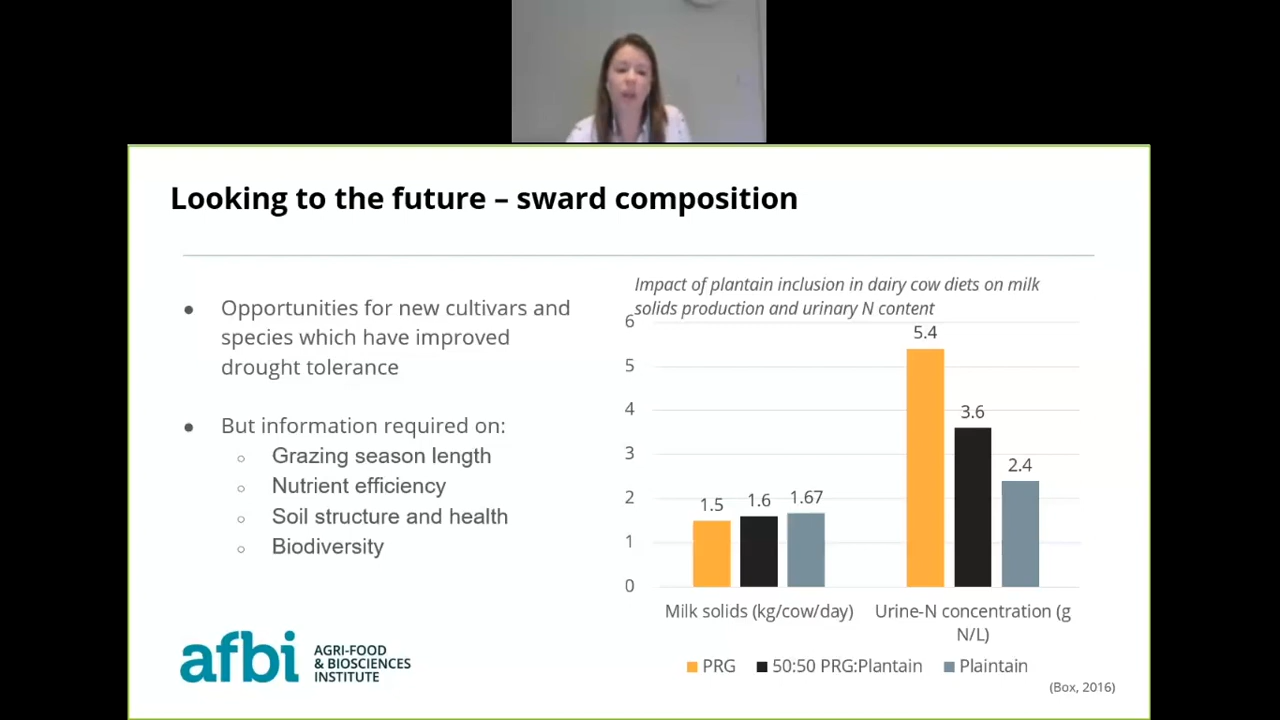 Looking to the future – sward composition
● Opportunities for new cultivars and
species which have improved
drought tolerance
● But information required on:
○ Grazing season length
○ Nutrient efficiency
○ Soil structure and health
○ Biodiversity
afbi
AGRI-FOOD
& BIOSCIENCES
INSTITUTE
Impact of plantain inclusion in dairy cow diets on milk
solids production and urinary N content
6
5
4
3
2
1
0
1.5
1.6
1.67
5.4
3.6
2.4
Milk solids (kg/cow/day)
Urine-N concentration (g
N/L)
PRG
50:50 PRG:Plantain
Plaintain
(Box, 2016)